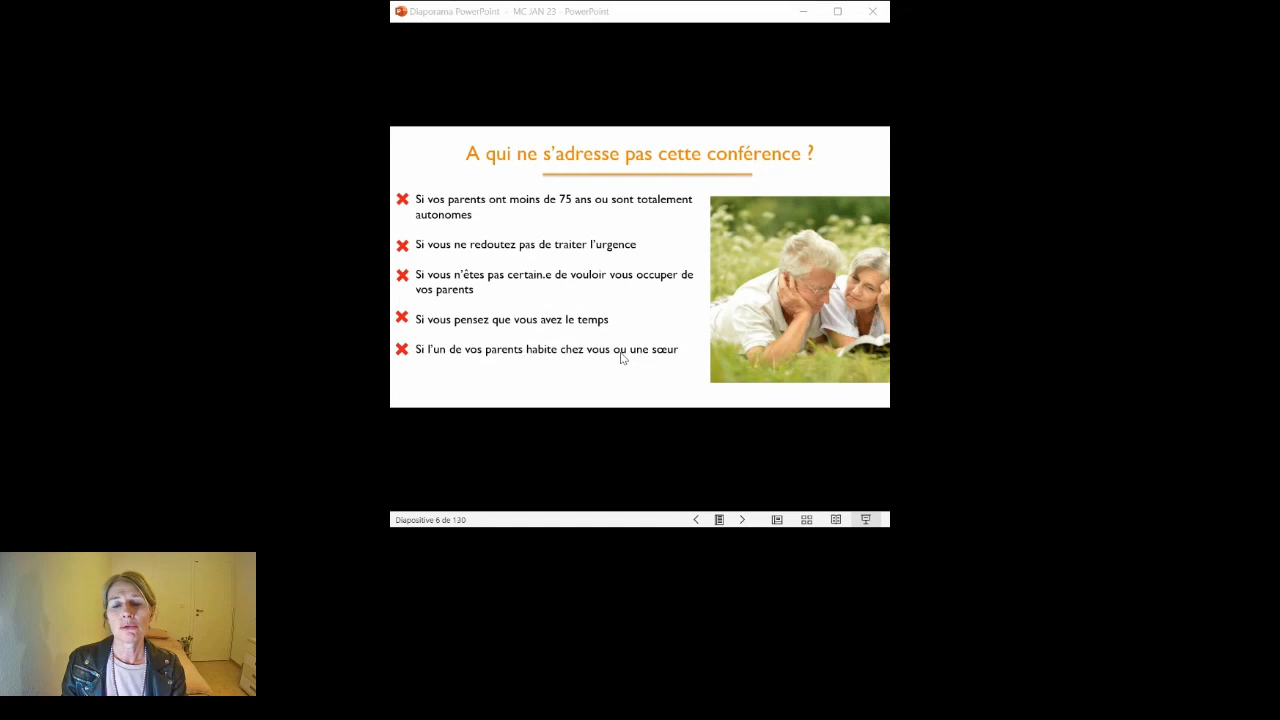 Diaporama PowerPoint - MC JAN 23 - PowerPoint
A qui ne s'adresse pas cette conférence ?
Si vos parents ont moins de 75 ans ou sont totalement
autonomes
Si vous ne redoutez pas de traiter l'urgence
Si vous n'êtes pas certain.e de vouloir vous occuper de
vos parents
Si vous pensez que vous avez le temps
Si l'un de vos parents habite chez vous ou une sœur
Diapositive 6 de 130